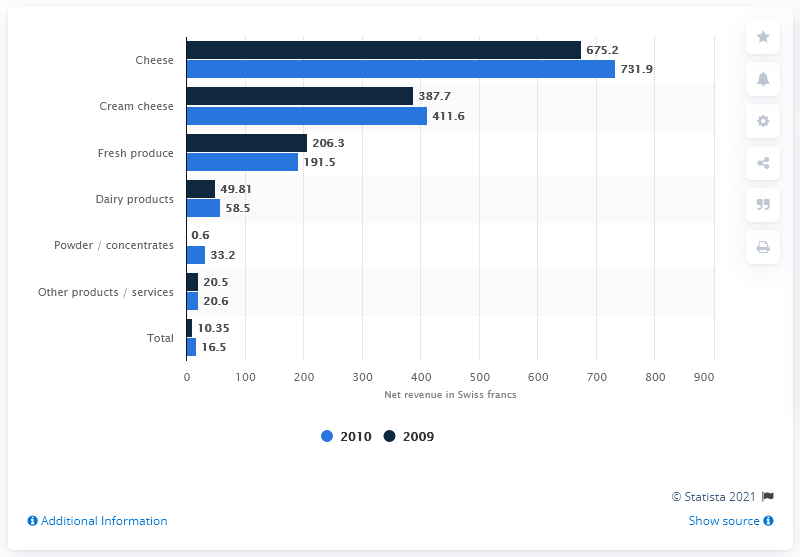 Cheese
675.2
731.9
Cream cheese
387.7
411.6
Fresh produce
206.3
191.5
Dairy products
49.81
58.5
Powder / concentrates
0.6
33.2
Other products / services
20.5
20.6
Total
10.35
16.5
0 100 200 300 400 500 600 700 800 900
Net revenue in Swiss francs
2010 2009
© Statista 2021
Additional Information Show source